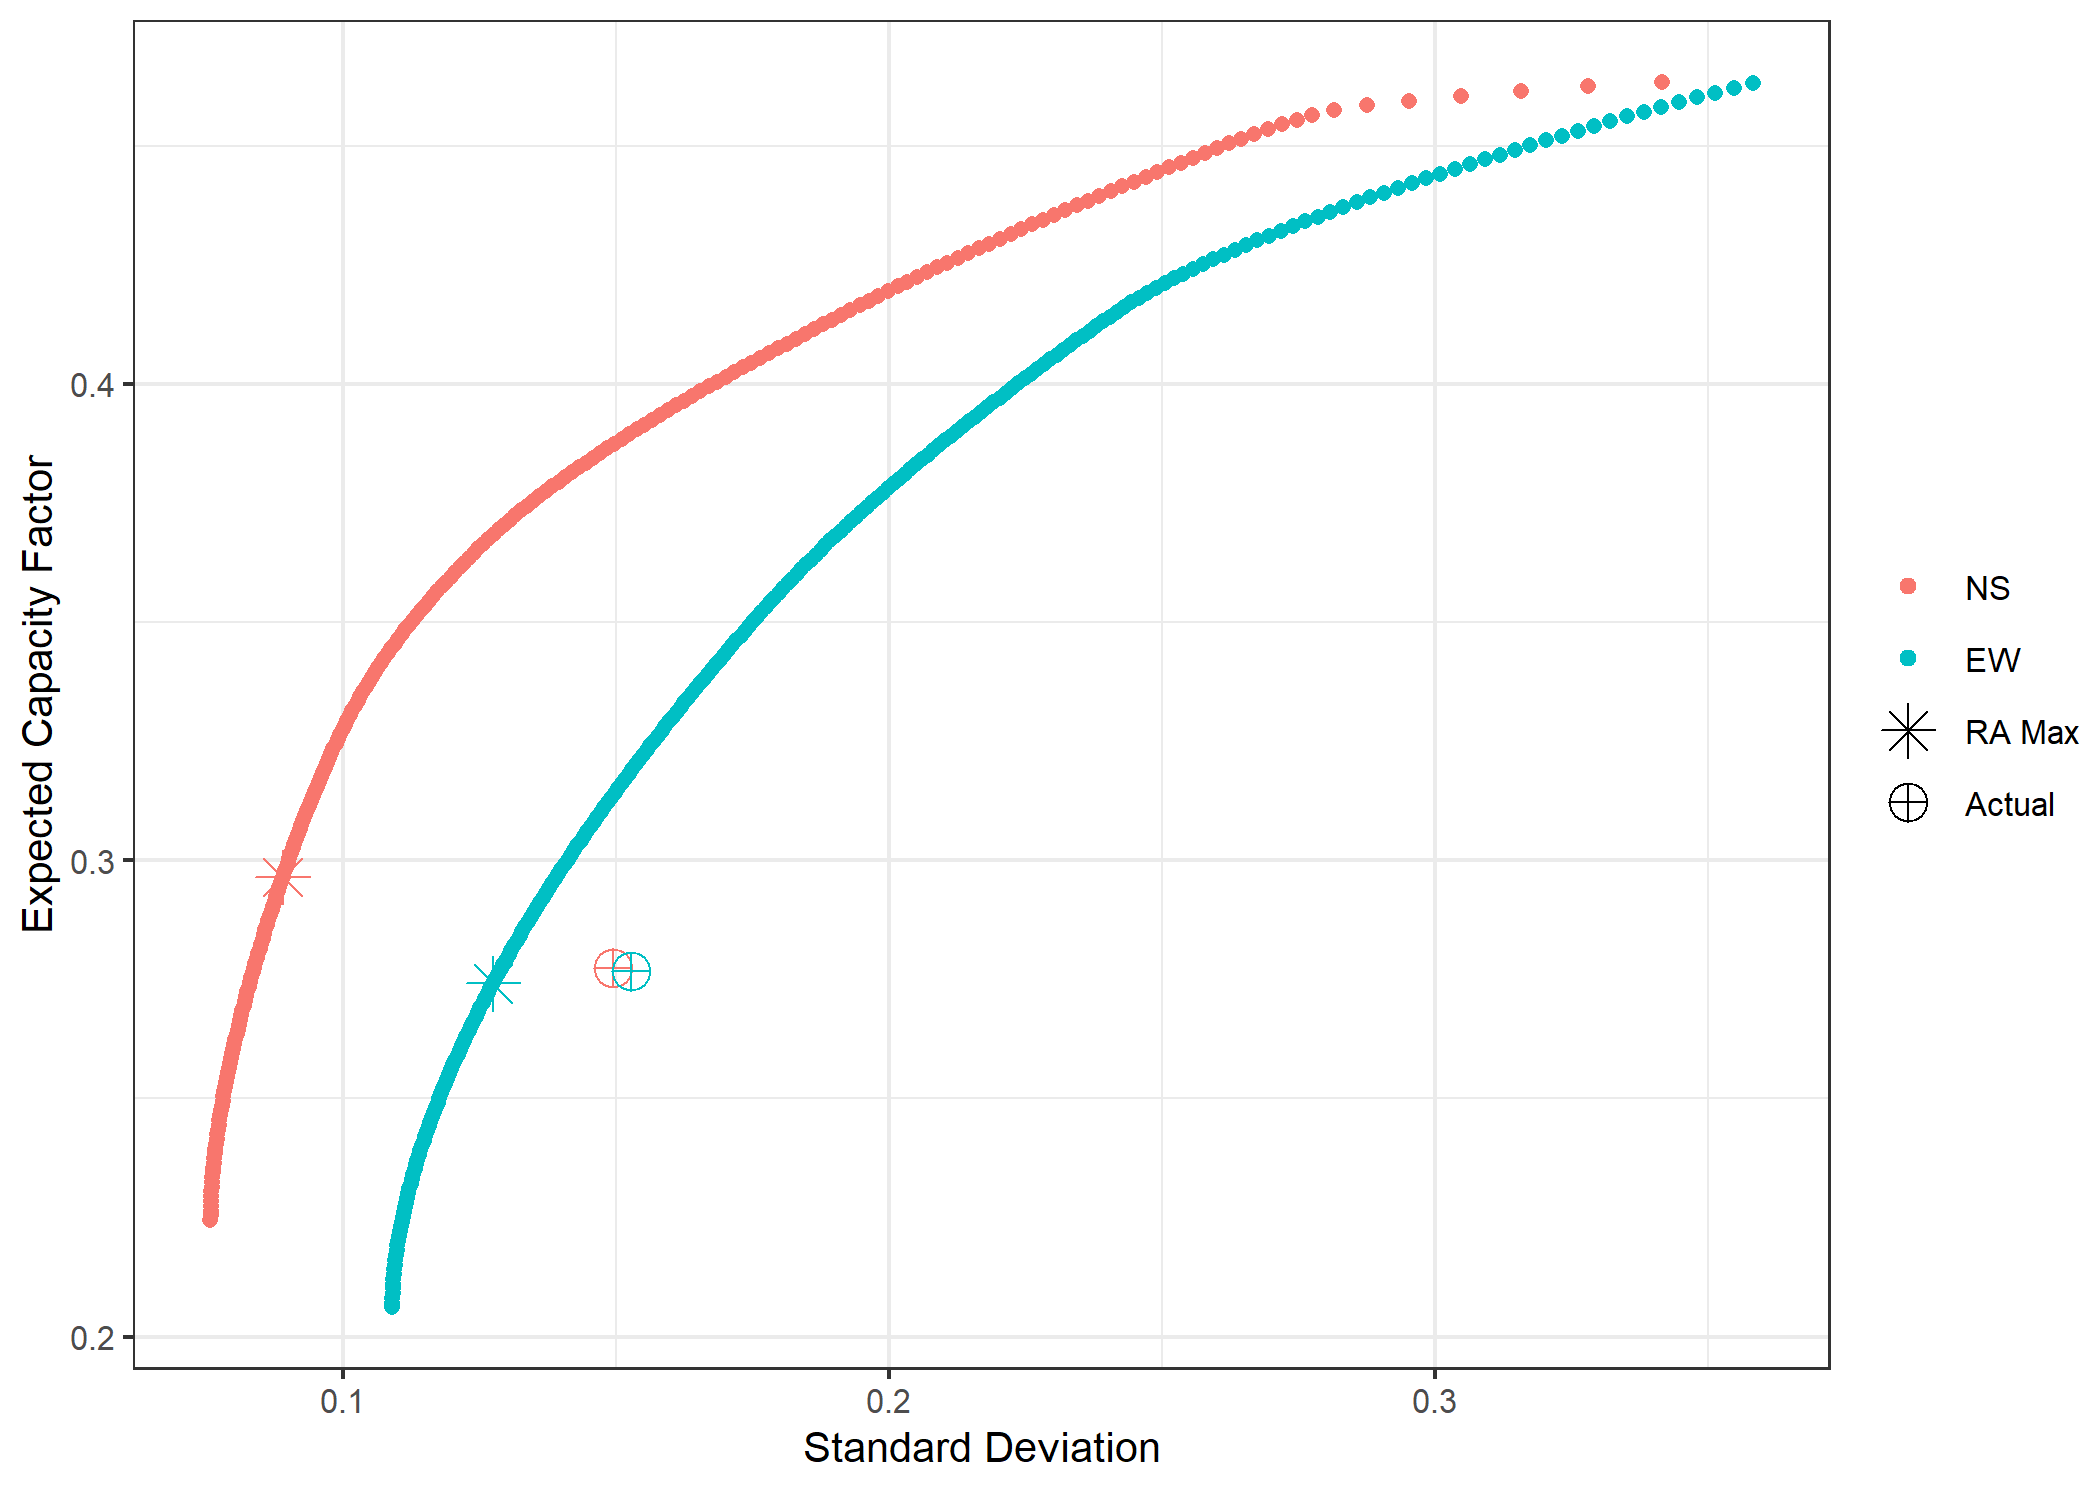 Expected Capacity Factor
0.4
0.3
0.2
0.1 0.2 0.3
Standard Deviation
NS
EW
RA Max
Actual